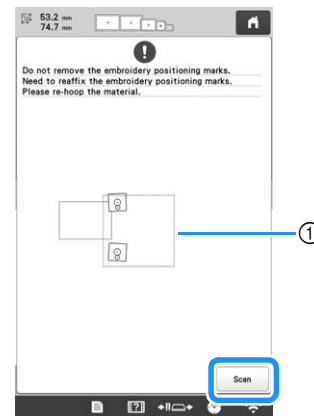 53.2 mm
74.7 mm
Do not remove the embroidery positioning marks.
Need to reaffix the embroidery positioning marks.
Please re-hoop the material.
1
Scan